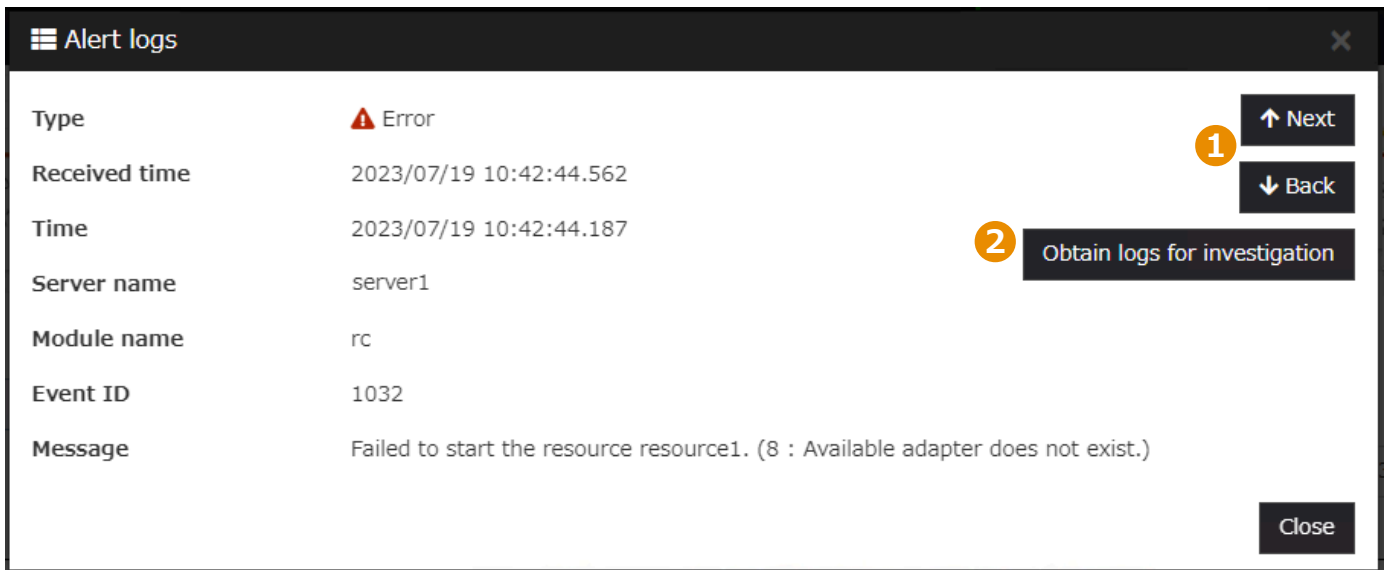 Alert logs
Type Error
↑ Next
1
Received time 2023/07/19 10:42:44.562
↓ Back
Time 2023/07/19 10:42:44.187
2
Obtain logs for investigation
Server name server1
Module name rc
Event ID 1032
Message Failed to start the resource resource1. (8 : Available adapter does not exist.)
Close